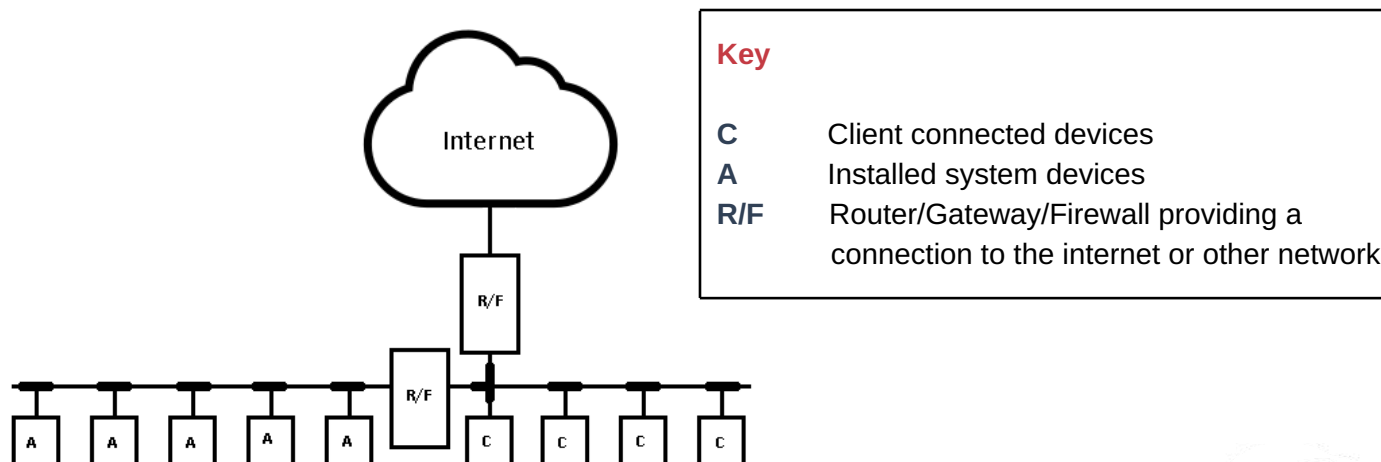 Internet
R/F
R/F
A A A A A C C C C
Key
C Client connected devices
A Installed system devices
R/F Router/Gateway/Firewall providing a
connection to the internet or other network